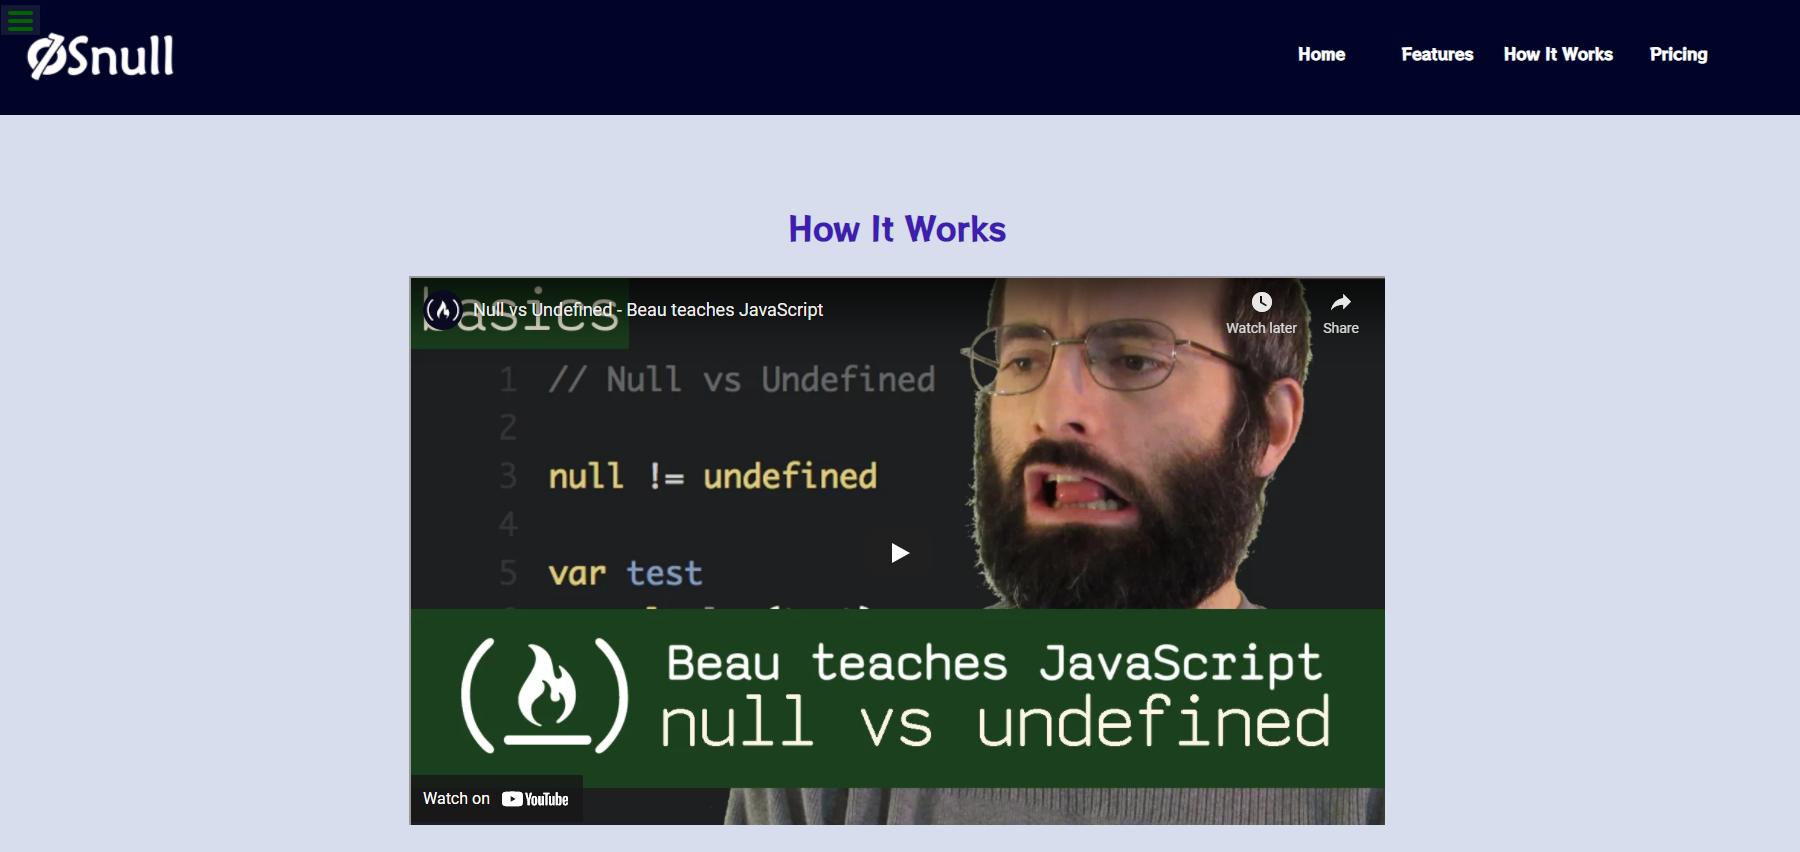 Snull
Home Features How It Works Pricing
How It Works
basics
Null vs Undefined - Beau teaches JavaScript
Watch later
Share
1 // Null vs Undefined
2
3 null != undefined
4
5 var test
Beau teaches JavaScript
null vs undefined
Watch on YouTube